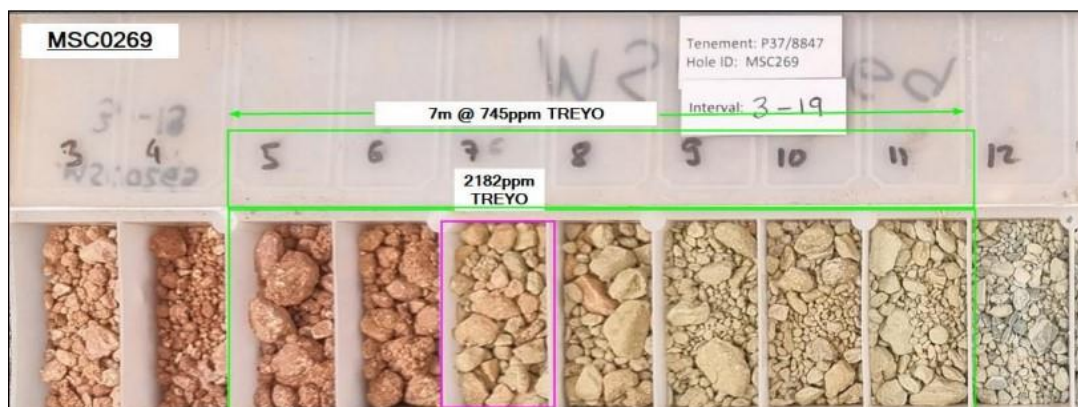 MSC0269
Tenement: P37/8847
Hole ID: MSC269
Interval: 3-19
7m @ 745ppm TREYO
3 4 5 6 7 8 9 10 11 12
2182ppm
TREYO